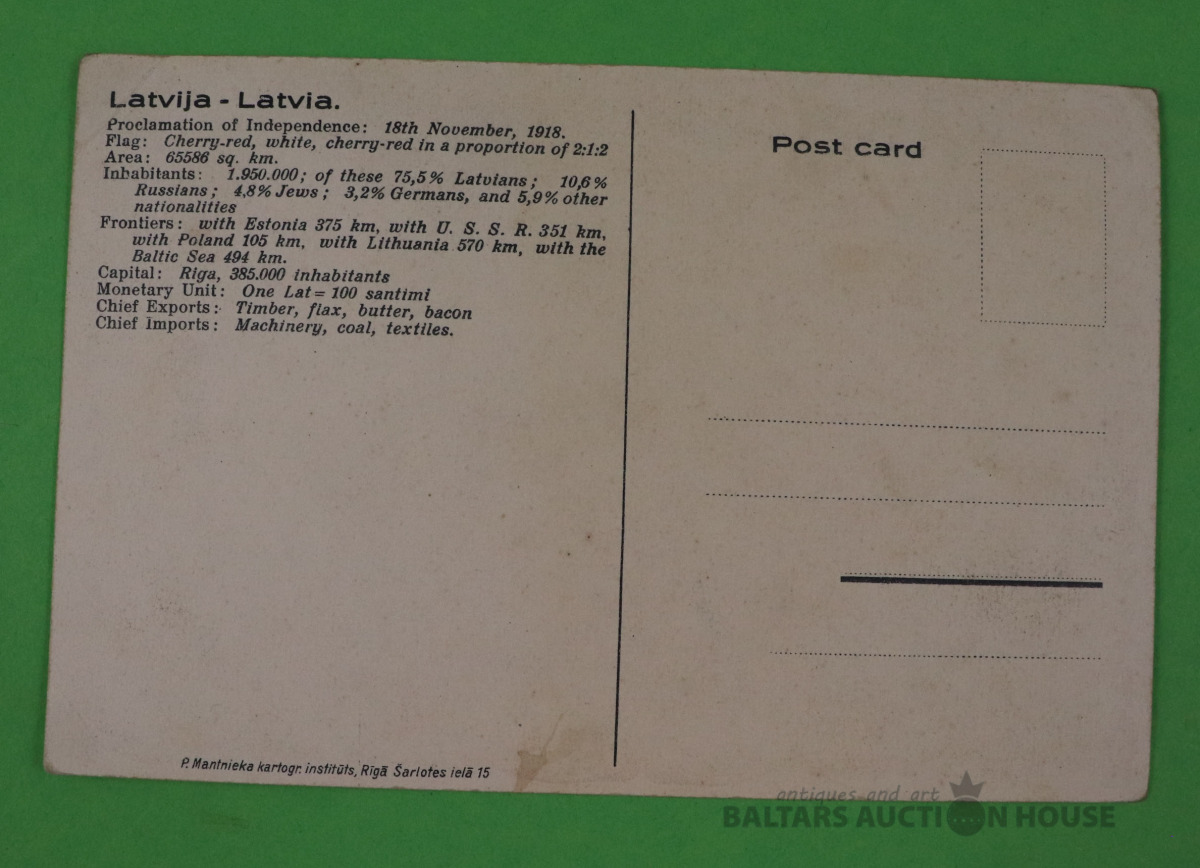 Latvija - Latvia.
Proclamation of Independence: 18th November, 1918.
Flag: Cherry-red, white, cherry-red in a proportion of 2:1:2
Area: 65586 sq. km.
Inhabitants: 1.950.000; of these 75,5% Latvians; 10,6%
Russians; 4,8% Jews; 3,2% Germans, and 5,9% other
nationalities
Frontiers: with Estonia 375 km, with U. S. S. R. 351 km,
with Poland 105 km, with Lithuania 570 km, with the
Baltic Sea 494 km.
Capital: Riga, 385.000 inhabitants
Monetary Unit: One Lat = 100 santimi
Chief Exports: Timber, flax, butter, bacon
Chief Imports: Machinery, coal, textiles.
P. Mantnieka kartogr. institūts, Rīgā Šarlotes ielā 15
Post card
antiques and art
BALTARS AUCTION HOUSE